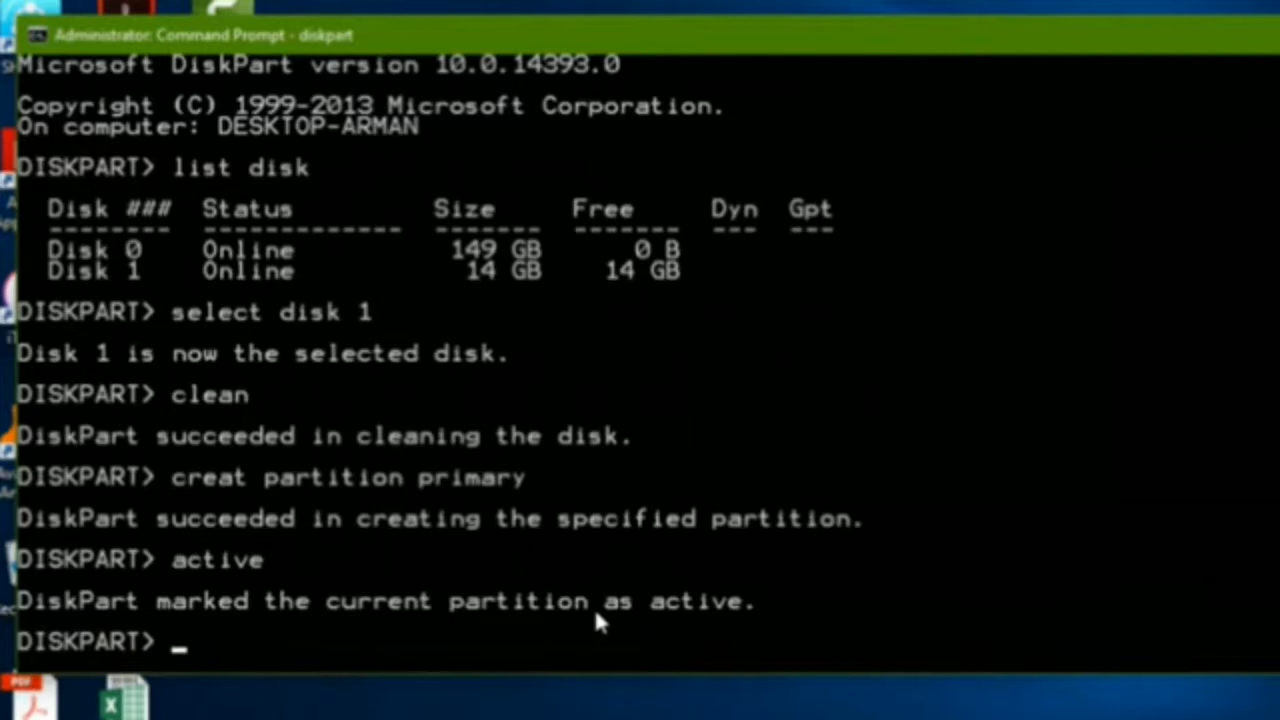 Administrator: Command Prompt - diskpart
Microsoft DiskPart version 10.0.14393.0
Copyright (C) 1999-2013 Microsoft Corporation.
On computer: DESKTOP-ARMAN
DISKPART> list disk
Disk ### Status Size Free Dyn Gpt
-------- ------------- ------- ------- --- ---
Disk 0 Online 149 GB 0 B
Disk 1 Online 14 GB 14 GB
DISKPART> select disk 1
Disk 1 is now the selected disk.
DISKPART> clean
DiskPart succeeded in cleaning the disk.
DISKPART> creat partition primary
DiskPart succeeded in creating the specified partition.
DISKPART> active
DiskPart marked the current partition as active.
DISKPART>
PDF